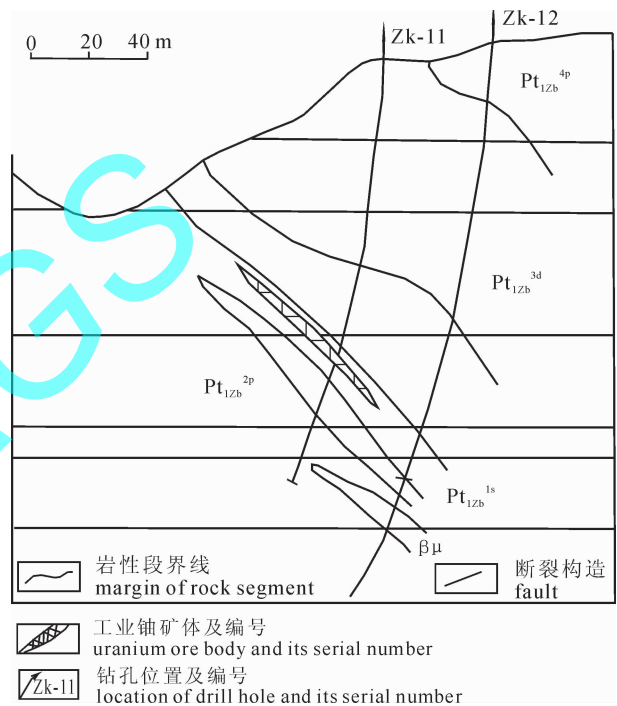 0 20 40 m
Zk-11
Zk-12
Pt1Zb4p
Pt1Zb3d
Pt1Zb2p
Pt1Zb1s
βμ
GS
岩性段界线
margin of rock segment
断裂构造
fault
工业铀矿体及编号
uranium ore body and its serial number
Zk-11
钻孔位置及编号
location of drill hole and its serial number